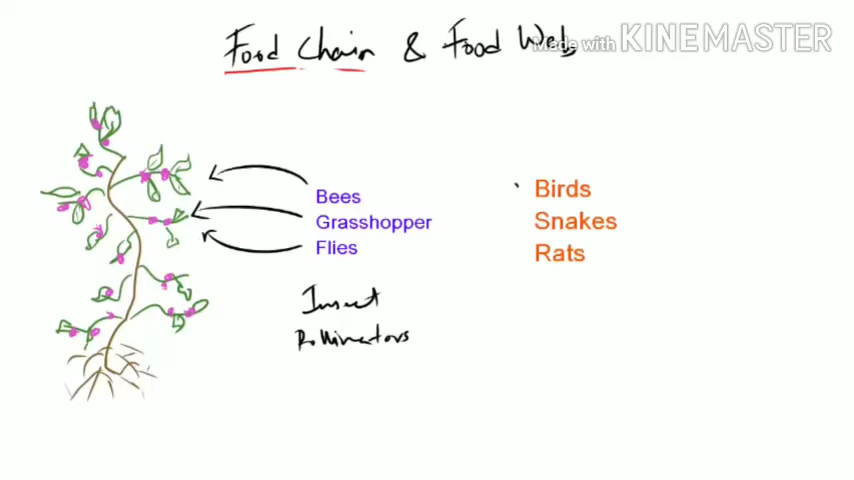 Food Chain & Food Web
Made with KINEMASTER
Bees
Grasshopper
Flies
Insect
Pollinators
Birds
Snakes
Rats